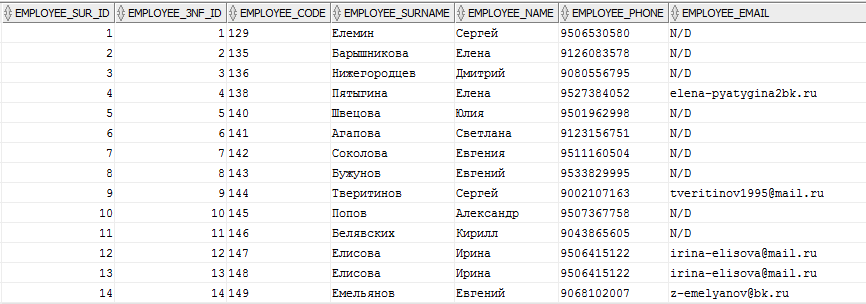 EMPLOYEE_SUR_ID EMPLOYEE_3NF_ID EMPLOYEE_CODE EMPLOYEE_SURNAME EMPLOYEE_NAME EMPLOYEE_PHONE EMPLOYEE_EMAIL
1 1 129 Елемин Сергей 9506530580 N/D
2 2 135 Барышникова Елена 9126083578 N/D
3 3 136 Нижегородцев Дмитрий 9080556795 N/D
4 4 138 Пятыгина Елена 9527384052 elena-pyatygina2bk.ru
5 5 140 Швецова Юлия 9501962998 N/D
6 6 141 Агапова Светлана 9123156751 N/D
7 7 142 Соколова Евгения 9511160504 N/D
8 8 143 Бужунов Евгений 9533829995 N/D
9 9 144 Тверитинов Сергей 9002107163 tveritinov1995@mail.ru
10 10 145 Попов Александр 9507367758 N/D
11 11 146 Белявских Кирилл 9043865605 N/D
12 12 147 Елисова Ирина 9506415122 irina-elisova@mail.ru
13 13 148 Елисова Ирина 9506415122 irina-elisova@mail.ru
14 14 149 Емельянов Евгений 9068102007 z-emelyanov@bk.ru